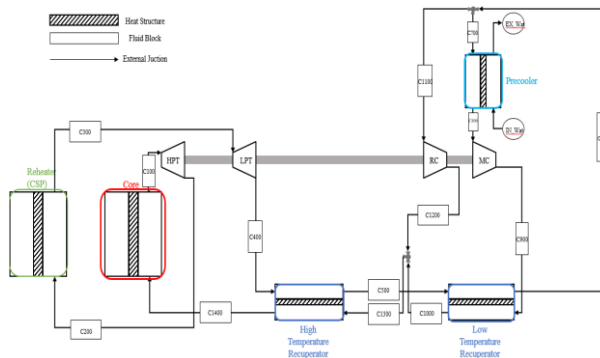 Heat Structure
Fluid Block
External Juction
EX_Wat
C700
C1100
Precooler
IN_Wat
C300
C100
HPT
LPT
RC
MC
Reheater
(CSP)
Core
C1200
C400
C900
C500
C200
C1400
C1300
C1000
High
Temperature
Recuperator
Low
Temperature
Recuperator